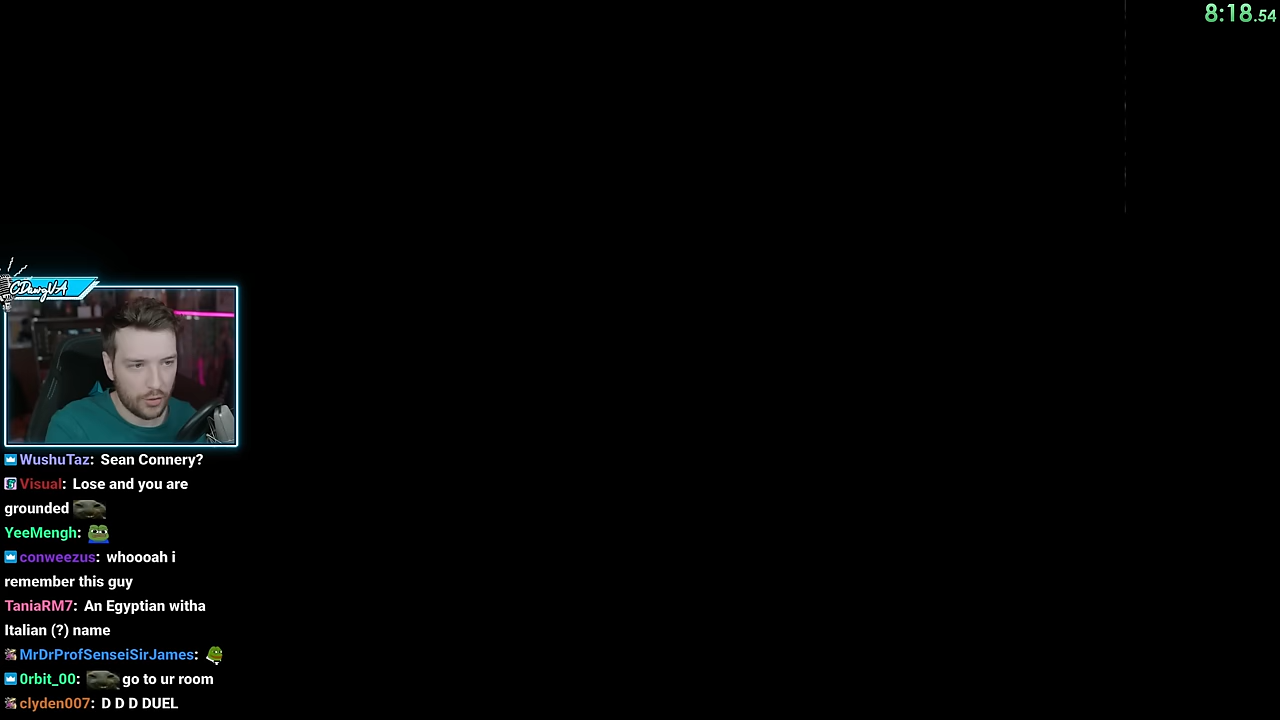 8:18.54
CDawgVA
WushuTaz: Sean Connery?
Visual: Lose and you are
grounded
YeeMengh:
conweezus: whoooah i
remember this guy
TaniaRM7: An Egyptian witha
Italian (?) name
MrDrProfSenseiSirJames:
0rbit_00: go to ur room
clyden007: D D D DUEL